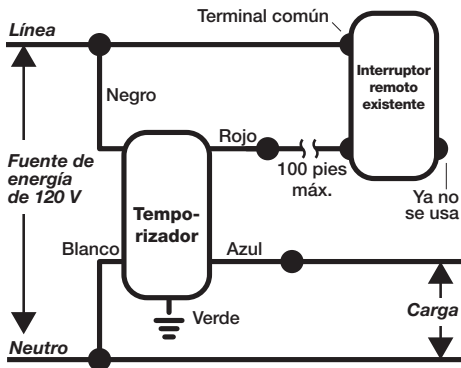 Línea
Terminal común
Interruptor
remoto
existente
Negro
Rojo
100 pies
máx.
Ya no
se usa
Fuente de
energía
de 120 V
Tempo-
rizador
Blanco
Azul
Verde
Carga
Neutro